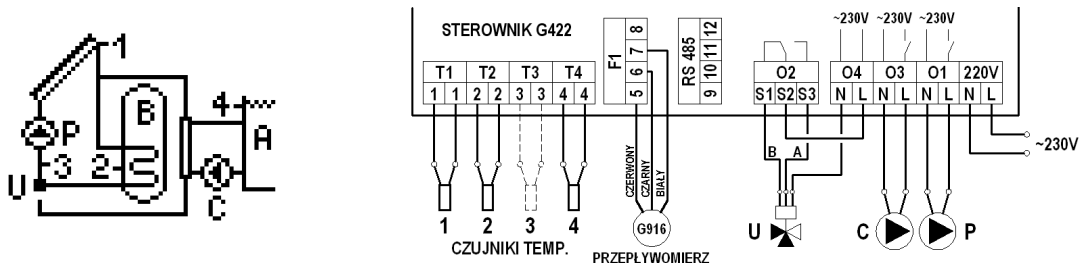 1
4
B
A
P
3
2
U
C
STEROWNIK G422
~230V ~230V ~230V
F1
5 6 7 8
RS 485
9 10 11 12
T1 T2 T3 T4
1 1 2 2 3 3 4 4
O2 O4 O3 O1 220V
S1 S2 S3 N L N L N L N L
B A
~230V
CZERWONY
CZARNY
BIAŁY
1 2 3 4
CZUJNIKI TEMP.
G916
PRZEPŁYWOMIERZ
U
C
P